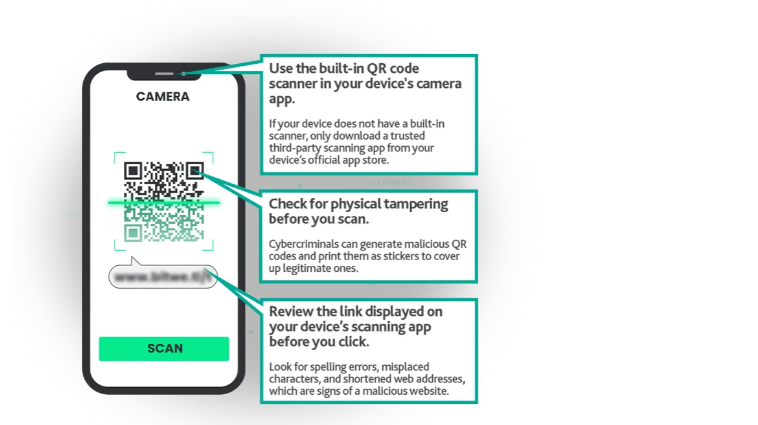 CAMERA
SCAN
Use the built-in QR code
scanner in your device's camera
app.
If your device does not have a built-in
scanner, only download a trusted
third-party scanning app from your
device's official app store.
Check for physical tampering
before you scan.
Cybercriminals can generate malicious QR
codes and print them as stickers to cover
up legitimate ones.
Review the link displayed on
your device's scanning app
before you click.
Look for spelling errors, misplaced
characters, and shortened web addresses,
which are signs of a malicious website.